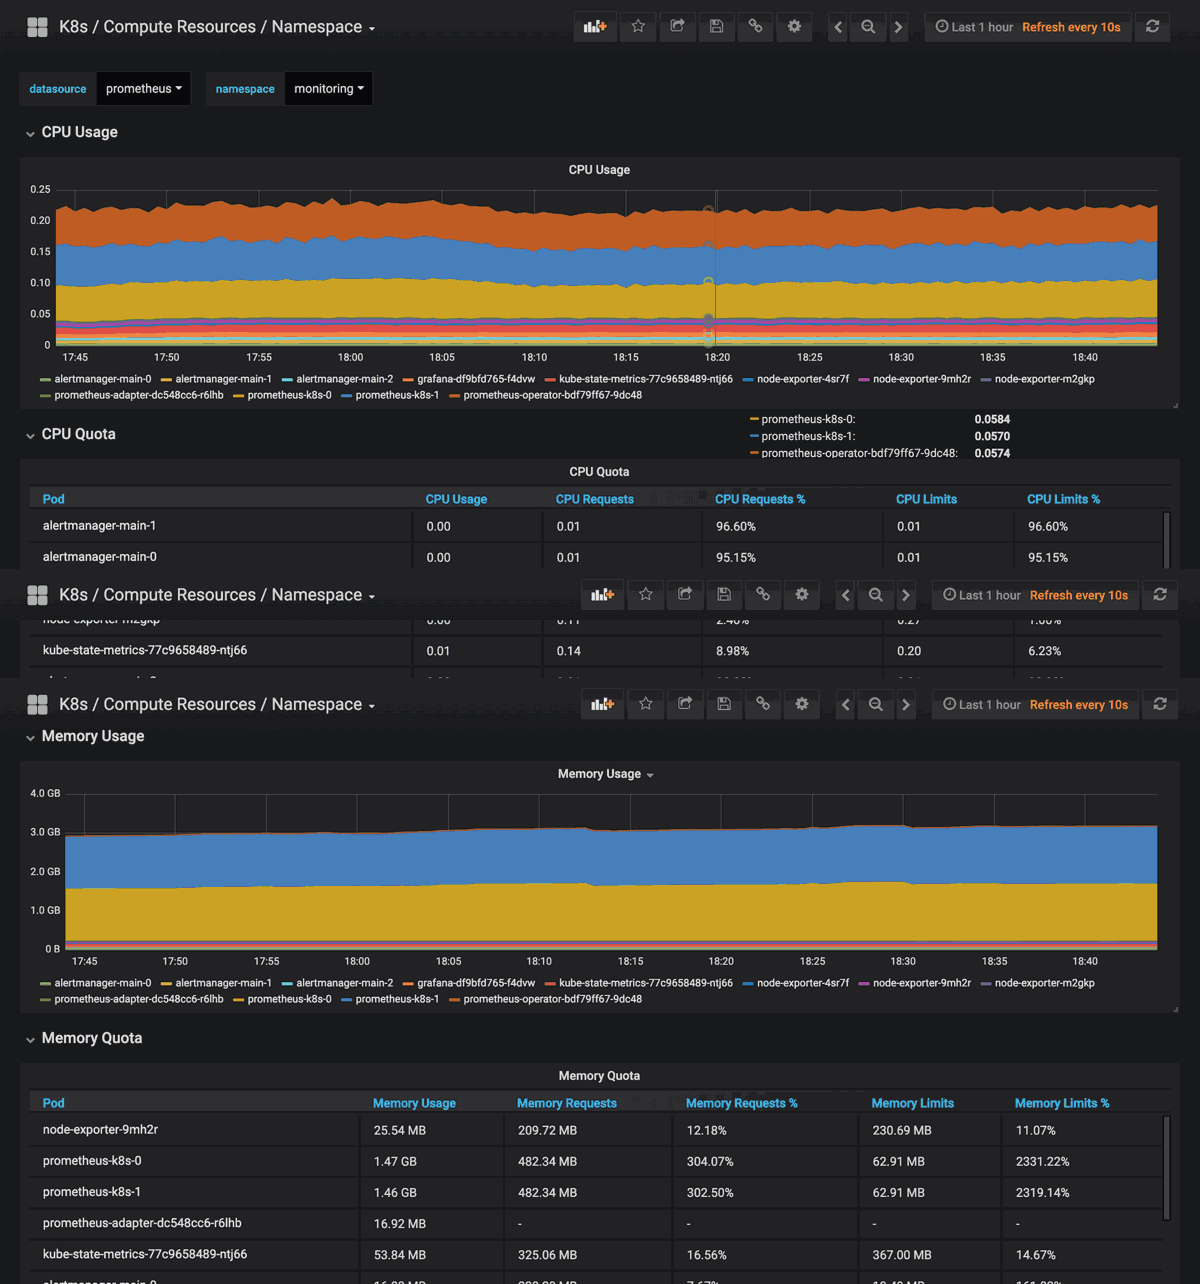 K8s / Compute Resources / Namespace
Last 1 hour Refresh every 10s
datasource prometheus namespace monitoring
CPU Usage
CPU Usage
0.25
0.20
0.15
0.10
0.05
0
17:45 17:50 17:55 18:00 18:05 18:10 18:15 18:20 18:25 18:30 18:35 18:40
alertmanager-main-0 alertmanager-main-1 alertmanager-main-2 grafana-df9bfd765-f4dvw kube-state-metrics-77c9658489-ntj66 node-exporter-4sr7f node-exporter-9mh2r node-exporter-m2gkp
prometheus-adapter-dc548cc6-r6lhb prometheus-k8s-0 prometheus-k8s-1 prometheus-operator-bdf79ff67-9dc48
prometheus-k8s-0: 0.0584
prometheus-k8s-1: 0.0570
prometheus-operator-bdf79ff67-9dc48: 0.0574
CPU Quota
CPU Quota
Pod CPU Usage CPU Requests CPU Requests % CPU Limits CPU Limits %
alertmanager-main-1 0.00 0.01 96.60% 0.01 96.60%
alertmanager-main-0 0.00 0.01 95.15% 0.01 95.15%
K8s / Compute Resources / Namespace
Last 1 hour Refresh every 10s
node-exporter-m2gkp
kube-state-metrics-77c9658489-ntj66 0.01 0.14 8.98% 0.20 6.23%
K8s / Compute Resources / Namespace
Last 1 hour Refresh every 10s
Memory Usage
Memory Usage
4.0 GB
3.0 GB
2.0 GB
1.0 GB
0 B
17:45 17:50 17:55 18:00 18:05 18:10 18:15 18:20 18:25 18:30 18:35 18:40
alertmanager-main-0 alertmanager-main-1 alertmanager-main-2 grafana-df9bfd765-f4dvw kube-state-metrics-77c9658489-ntj66 node-exporter-4sr7f node-exporter-9mh2r node-exporter-m2gkp
prometheus-adapter-dc548cc6-r6lhb prometheus-k8s-0 prometheus-k8s-1 prometheus-operator-bdf79ff67-9dc48
Memory Quota
Memory Quota
Pod Memory Usage Memory Requests Memory Requests % Memory Limits Memory Limits %
node-exporter-9mh2r 25.54 MB 209.72 MB 12.18% 230.69 MB 11.07%
prometheus-k8s-0 1.47 GB 482.34 MB 304.07% 62.91 MB 2331.22%
prometheus-k8s-1 1.46 GB 482.34 MB 302.50% 62.91 MB 2319.14%
prometheus-adapter-dc548cc6-r6lhb 16.92 MB - - - -
kube-state-metrics-77c9658489-ntj66 53.84 MB 325.06 MB 16.56% 367.00 MB 14.67%